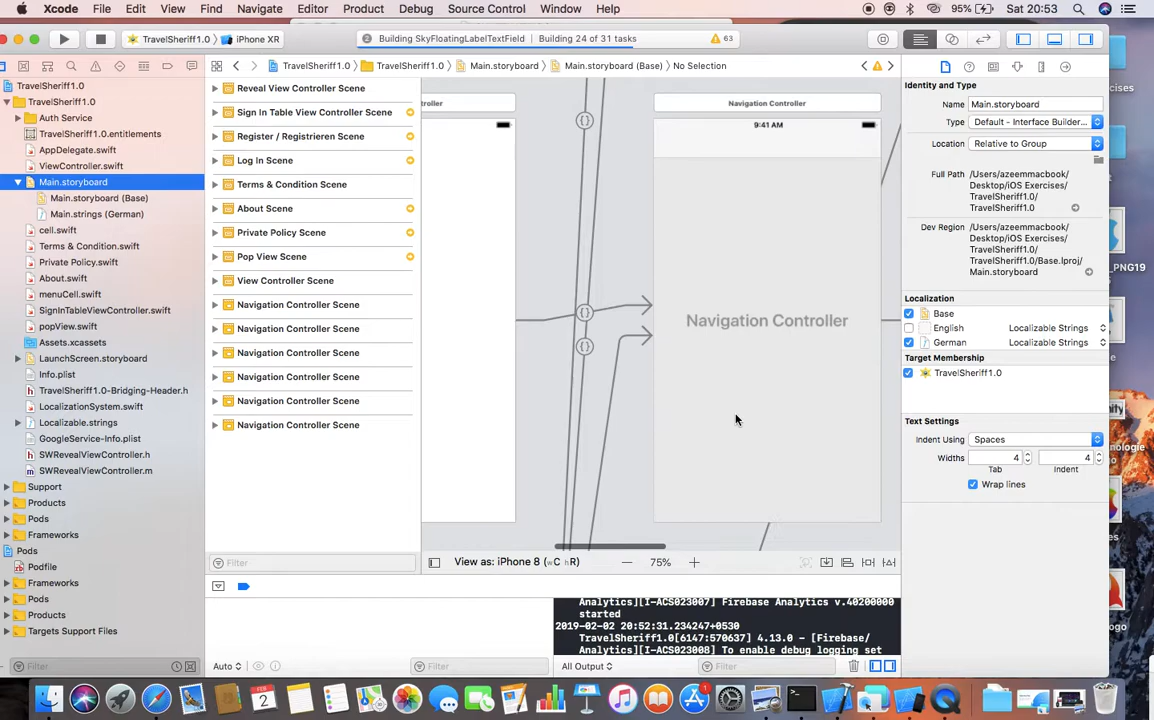 Xcode File Edit View Find Navigate Editor Product Debug Source Control Window Help 95% Sat 20:53
TravelSheriff1.0 iPhone XR Building SkyFloatingLabelTextField Building 24 of 31 tasks 63
TravelSheriff1.0 TravelSheriff1.0 Main.storyboard Main.storyboard (Base) No Selection
TravelSheriff1.0
TravelSheriff1.0
Auth Service
TravelSheriff1.0.entitlements
AppDelegate.swift
ViewController.swift
Main.storyboard
Main.storyboard (Base)
Main.strings (German)
cell.swift
Terms & Condition.swift
Private Policy.swift
About.swift
menuCell.swift
SignInTableViewController.swift
popView.swift
Assets.xcassets
LaunchScreen.storyboard
Info.plist
TravelSheriff1.0-Bridging-Header.h
LocalizationSystem.swift
Localizable.strings
GoogleService-Info.plist
SWRevealViewController.h
SWRevealViewController.m
Support
Products
Pods
Frameworks
Pods
Podfile
Frameworks
Pods
Products
Targets Support Files
Filter
Reveal View Controller Scene
Sign In Table View Controller Scene
Register / Registrieren Scene
Log In Scene
Terms & Condition Scene
About Scene
Private Policy Scene
Pop View Scene
View Controller Scene
Navigation Controller Scene
Navigation Controller Scene
Navigation Controller Scene
Navigation Controller Scene
Navigation Controller Scene
Navigation Controller Scene
Filter
troller
Navigation Controller
9:41 AM
Navigation Controller
View as: iPhone 8 (wC hR) 75%
Auto Filter
Analytics][I-ACS023007] Firebase Analytics v.40200000
started
2019-02-02 20:52:31.234247+0530
TravelSheriff1.0[6147:570637] 4.13.0 - [Firebase/
Analytics][I-ACS023008] To enable debug logging set
All Output Filter
Identity and Type
Name Main.storyboard
Type Default - Interface Builder...
Location Relative to Group
Full Path /Users/azeemmacbook/
Desktop/iOS Exercises/
TravelSheriff1.0/
TravelSheriff1.0
Dev Region /Users/azeemmacbook/
Desktop/iOS Exercises/
TravelSheriff1.0/
TravelSheriff1.0/Base.lproj/
Main.storyboard
Localization
Base
English Localizable Strings
German Localizable Strings
Target Membership
TravelSheriff1.0
Text Settings
Indent Using Spaces
Widths 4 4
Tab Indent
Wrap lines
cises
_PNG19
FEB
2
1